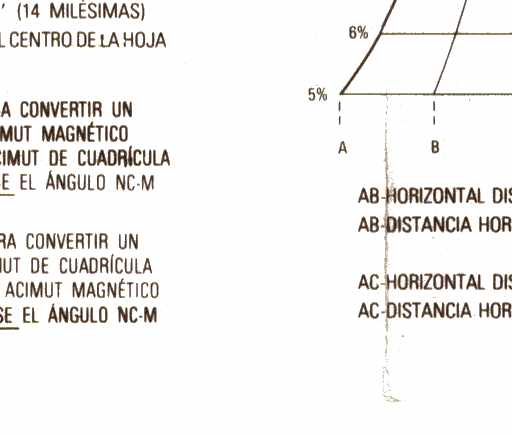 ' (14 MILÉSIMAS)
L CENTRO DE LA HOJA
A CONVERTIR UN
MUT MAGNÉTICO
CIMUT DE CUADRÍCULA
SE EL ÁNGULO NC-M
RA CONVERTIR UN
MUT DE CUADRÍCULA
ACIMUT MAGNÉTICO
SE EL ÁNGULO NC-M
6%
5%
A B
AB-HORIZONTAL DIS
AB-DISTANCIA HOR
AC-HORIZONTAL DIS
AC-DISTANCIA HOR